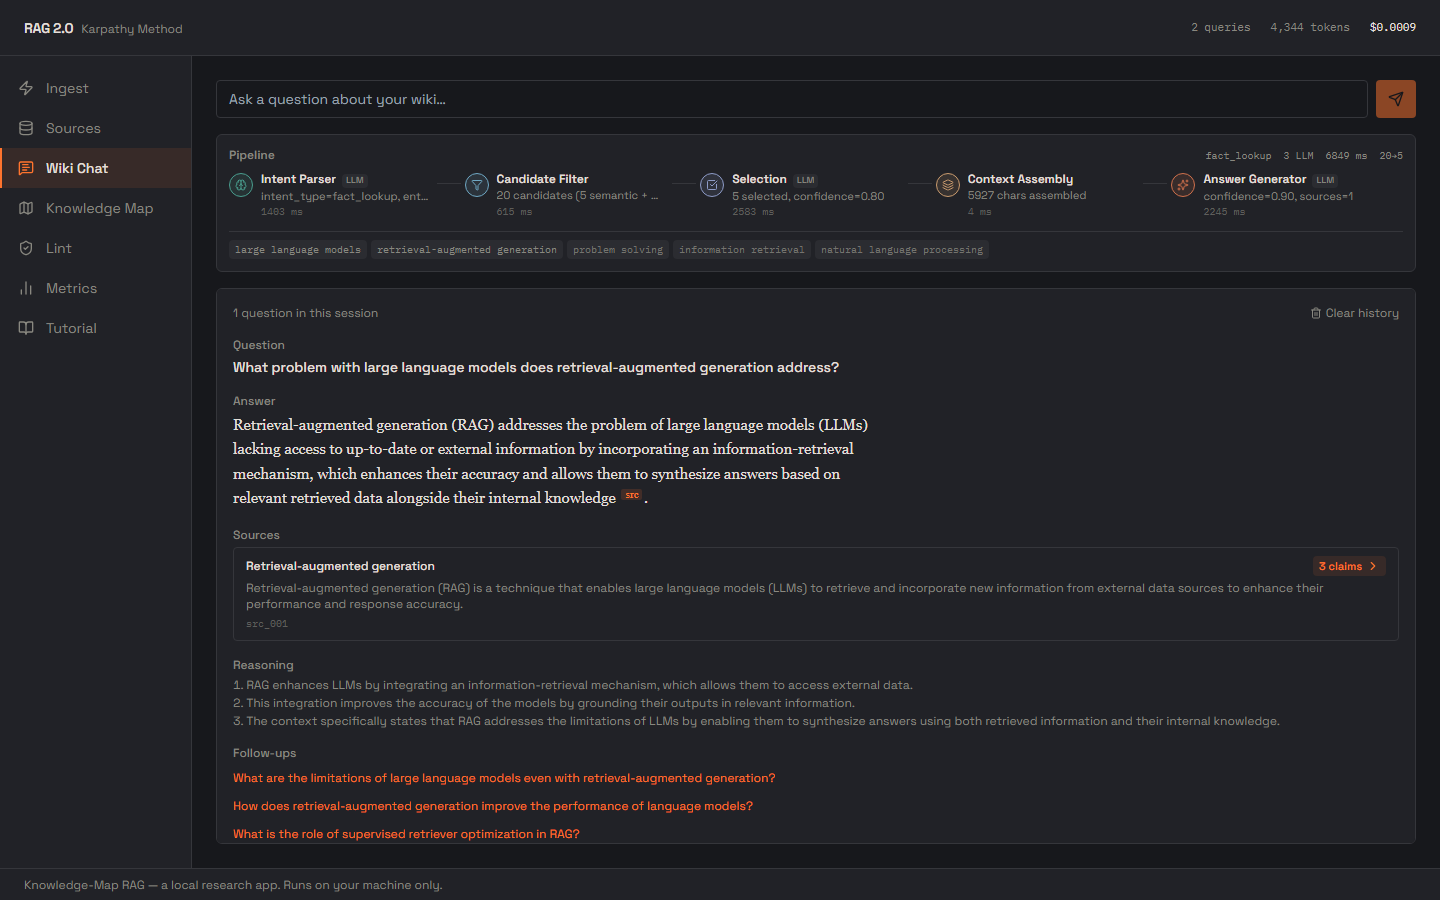 RAG 2.0 Karpathy Method
2 queries 4,344 tokens $0.0009
Ingest
Sources
Wiki Chat
Knowledge Map
Lint
Metrics
Tutorial
Ask a question about your wiki...
Pipeline
fact_lookup 3 LLM 6849 ms 20→5
Intent Parser LLM
intent_type=fact_lookup, ent...
1403 ms
Candidate Filter
20 candidates (5 semantic + ...
615 ms
Selection LLM
5 selected, confidence=0.80
2583 ms
Context Assembly
5927 chars assembled
4 ms
Answer Generator LLM
confidence=0.90, sources=1
2245 ms
large language models retrieval-augmented generation problem solving information retrieval natural language processing
1 question in this session
Clear history
Question
What problem with large language models does retrieval-augmented generation address?
Answer
Retrieval-augmented generation (RAG) addresses the problem of large language models (LLMs)
lacking access to up-to-date or external information by incorporating an information-retrieval
mechanism, which enhances their accuracy and allows them to synthesize answers based on
relevant retrieved data alongside their internal knowledge src .
Sources
Retrieval-augmented generation
3 claims
Retrieval-augmented generation (RAG) is a technique that enables large language models (LLMs) to retrieve and incorporate new information from external data sources to enhance their
performance and response accuracy.
src_001
Reasoning
1. RAG enhances LLMs by integrating an information-retrieval mechanism, which allows them to access external data.
2. This integration improves the accuracy of the models by grounding their outputs in relevant information.
3. The context specifically states that RAG addresses the limitations of LLMs by enabling them to synthesize answers using both retrieved information and their internal knowledge.
Follow-ups
What are the limitations of large language models even with retrieval-augmented generation?
How does retrieval-augmented generation improve the performance of language models?
What is the role of supervised retriever optimization in RAG?
Knowledge-Map RAG — a local research app. Runs on your machine only.